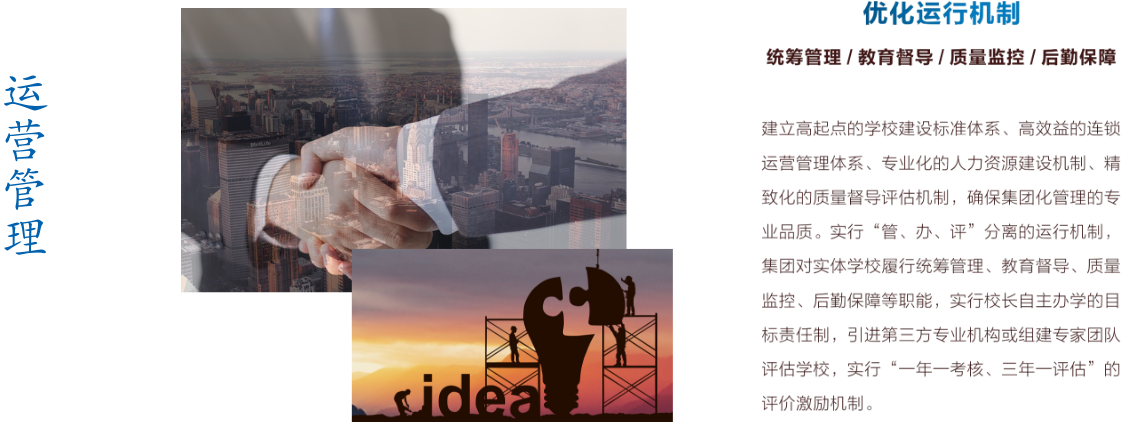 运营管理
优化运行机制
统筹管理 / 教育督导 / 质量监控 / 后勤保障
建立高起点的学校建设标准体系、高效益的连锁
运营管理体系、专业化的人力资源建设机制、精
致化的质量督导评估机制，确保集团化管理的专
业品质。实行“管、办、评”分离的运行机制，
集团对实体学校履行统筹管理、教育督导、质量
监控、后勤保障等职能，实行校长自主办学的目
标责任制，引进第三方专业机构或组建专家团队
评估学校，实行“一年一考核、三年一评估”的
评价激励机制。
MetLife
idea